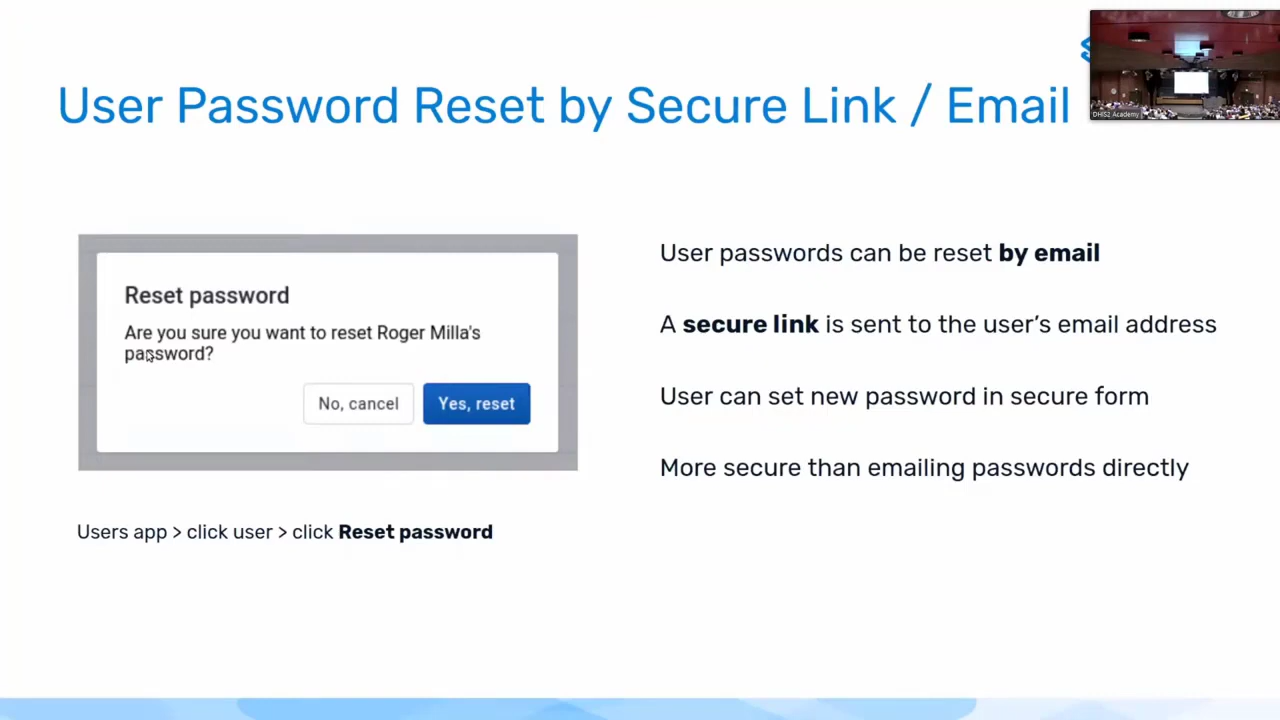 User Password Reset by Secure Link / Email
DHIS2 Academy
Reset password
Are you sure you want to reset Roger Milla's
password?
No, cancel
Yes, reset
Users app > click user > click Reset password
User passwords can be reset by email
A secure link is sent to the user’s email address
User can set new password in secure form
More secure than emailing passwords directly